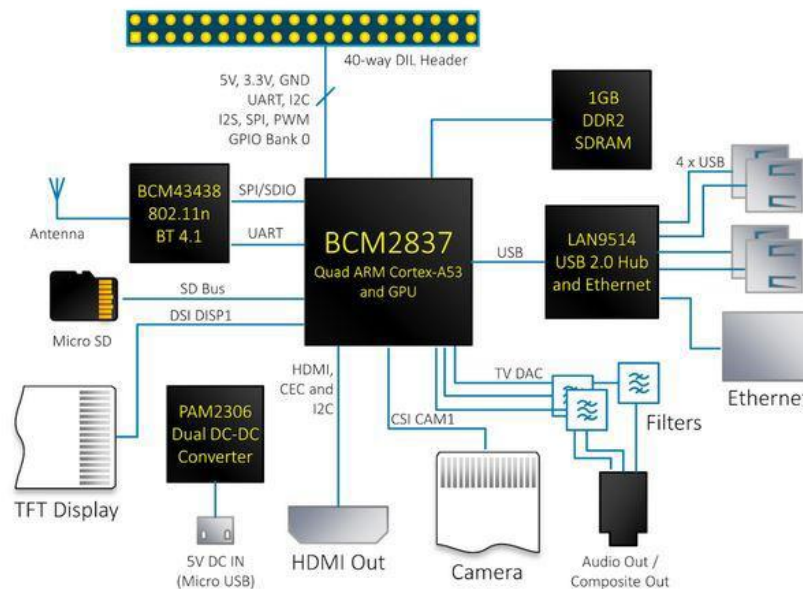 40-way DIL Header
5V, 3.3V, GND
UART, I2C
I2S, SPI, PWM
GPIO Bank 0
1GB
DDR2
SDRAM
4 x USB
BCM43438
802.11n
BT 4.1
SPI/SDIO
UART
Antenna
BCM2837
Quad ARM Cortex-A53
and GPU
USB
LAN9514
USB 2.0 Hub
and Ethernet
SD Bus
Micro SD
DSI DISP1
HDMI,
CEC and
I2C
TV DAC
Ethernet
PAM2306
Dual DC-DC
Converter
CSI CAM1
Filters
TFT Display
5V DC IN
(Micro USB)
HDMI Out
Camera
Audio Out /
Composite Out